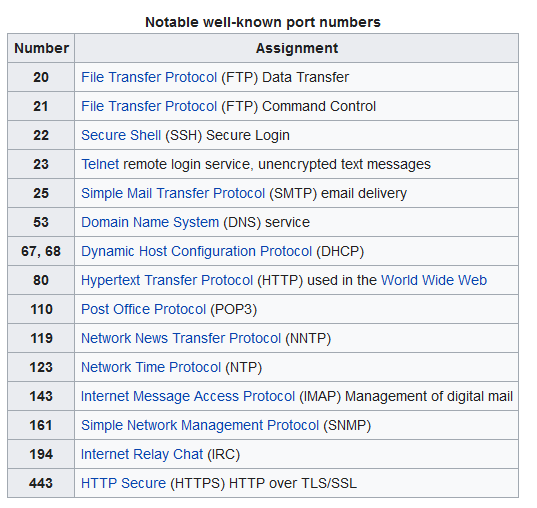 Notable well-known port numbers
Number Assignment
20 File Transfer Protocol (FTP) Data Transfer
21 File Transfer Protocol (FTP) Command Control
22 Secure Shell (SSH) Secure Login
23 Telnet remote login service, unencrypted text messages
25 Simple Mail Transfer Protocol (SMTP) email delivery
53 Domain Name System (DNS) service
67, 68 Dynamic Host Configuration Protocol (DHCP)
80 Hypertext Transfer Protocol (HTTP) used in the World Wide Web
110 Post Office Protocol (POP3)
119 Network News Transfer Protocol (NNTP)
123 Network Time Protocol (NTP)
143 Internet Message Access Protocol (IMAP) Management of digital mail
161 Simple Network Management Protocol (SNMP)
194 Internet Relay Chat (IRC)
443 HTTP Secure (HTTPS) HTTP over TLS/SSL